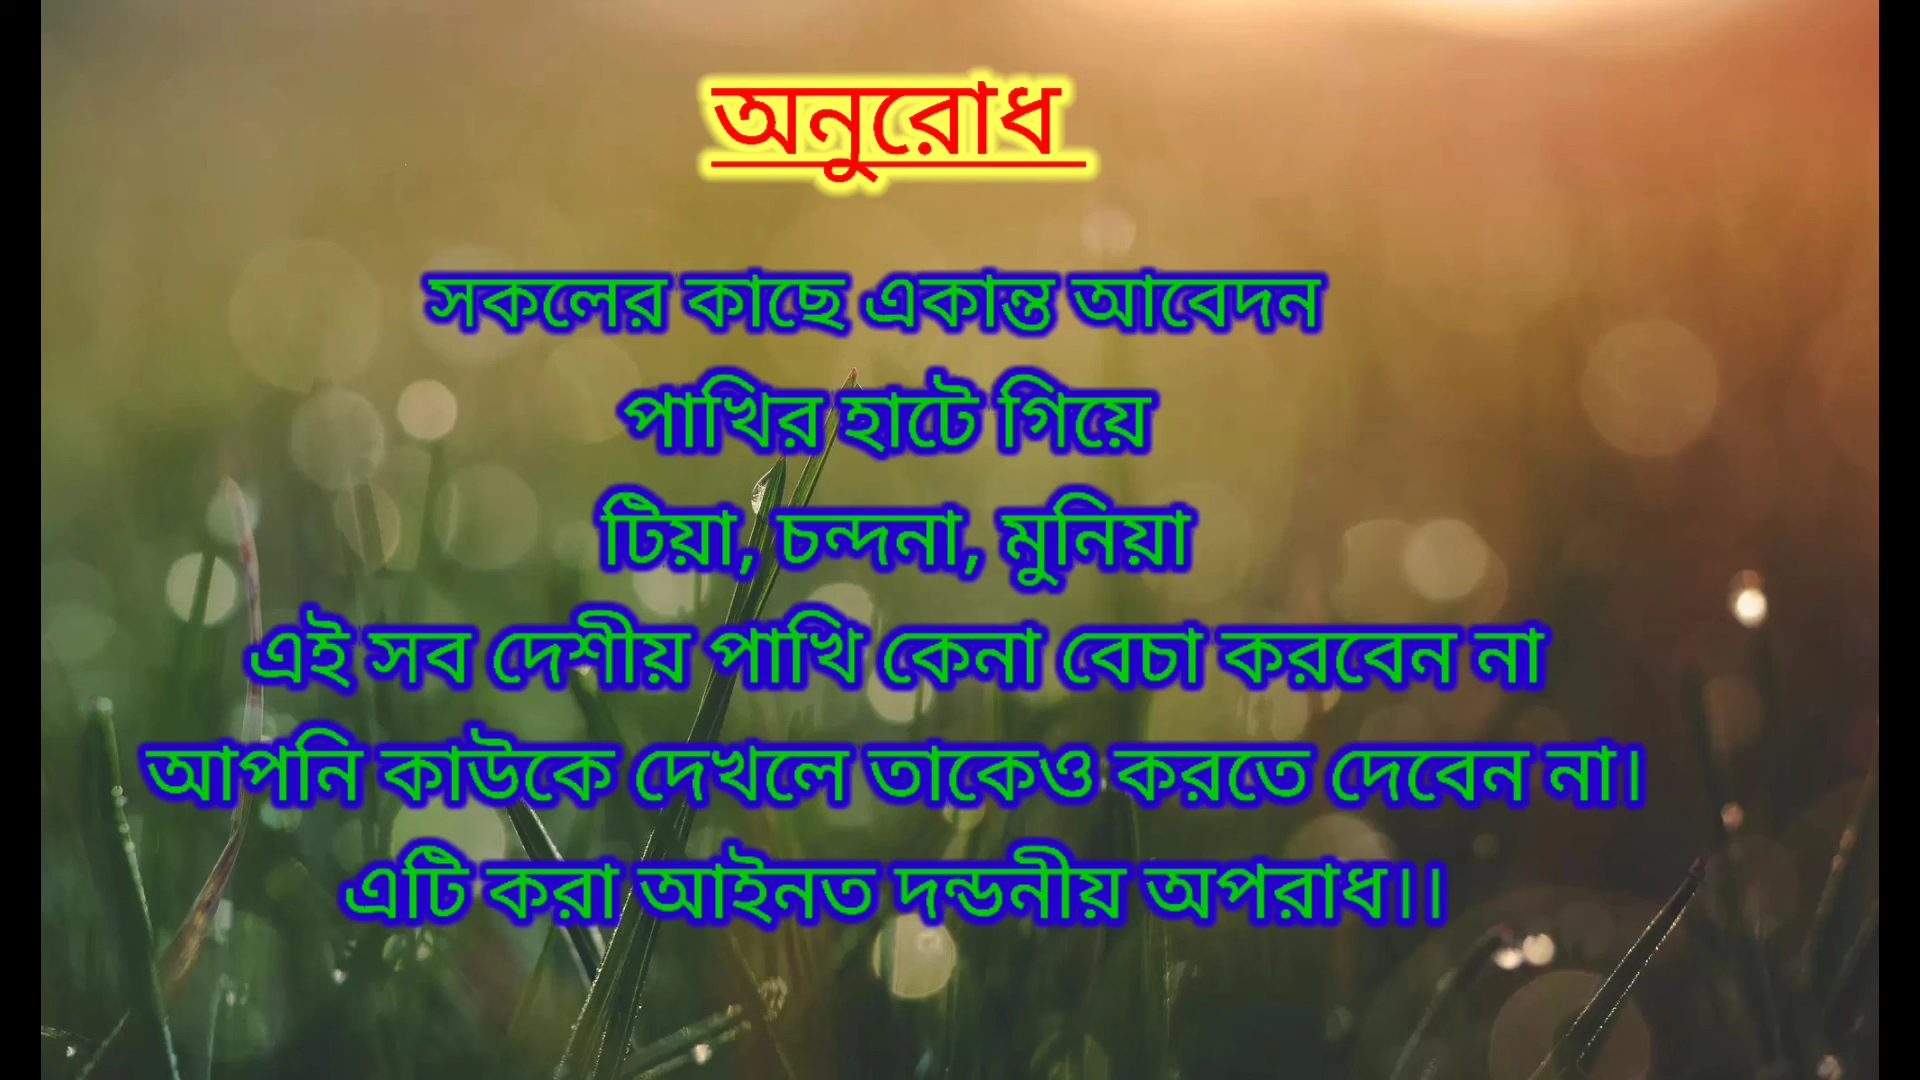 অনুরোধ
সকলের কাছে একান্ত আবেদন
পাখির হাটে গিয়ে
টিয়া, চন্দনা, মুনিয়া
এই সব দেশীয় পাখি কেনা বেচা করবেন না
আপনি কাউকে দেখলে তাকেও করতে দেবেন না।
এটি করা আইনত দন্ডনীয় অপরাধ।।